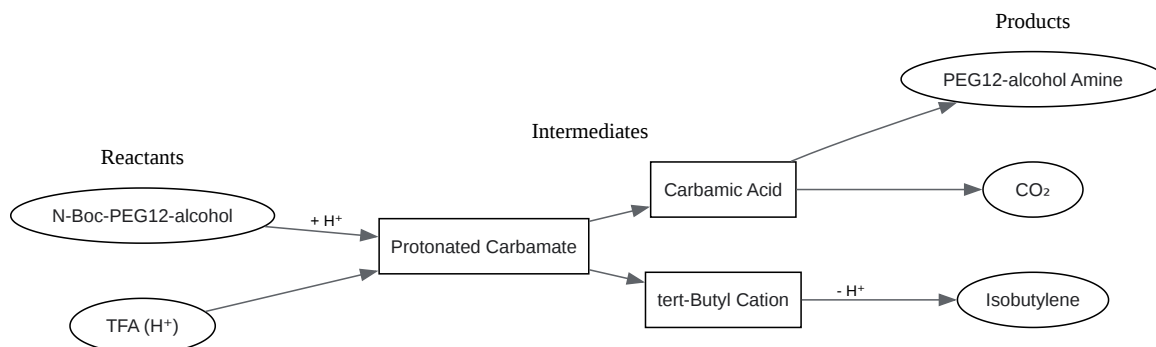 Products
PEG12-alcohol Amine
Intermediates
Reactants
Carbamic Acid
CO₂
N-Boc-PEG12-alcohol
+ H⁺
Protonated Carbamate
tert-Butyl Cation
- H⁺
Isobutylene
TFA (H⁺)